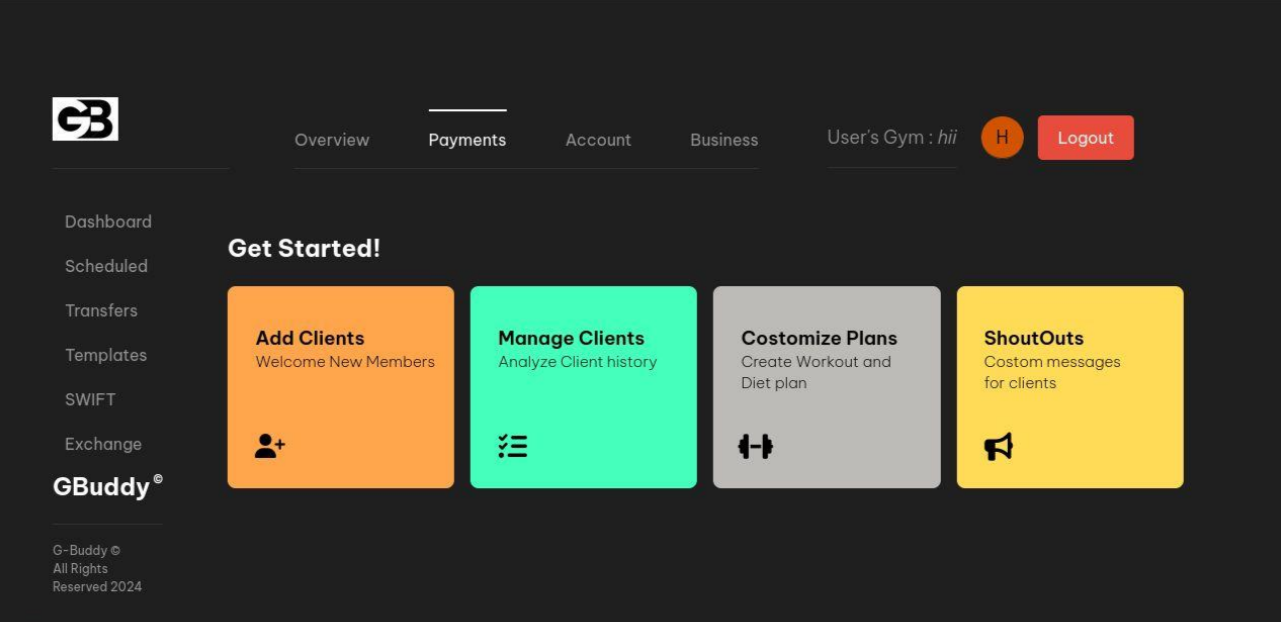 GB
Overview
Payments
Account
Business
User's Gym : hii
H
Logout
Dashboard
Scheduled
Transfers
Templates
SWIFT
Exchange
GBuddy ©
G-Buddy ©
All Rights
Reserved 2024
Get Started!
Add Clients
Welcome New Members
Manage Clients
Analyze Client history
Costomize Plans
Create Workout and
Diet plan
ShoutOuts
Costom messages
for clients